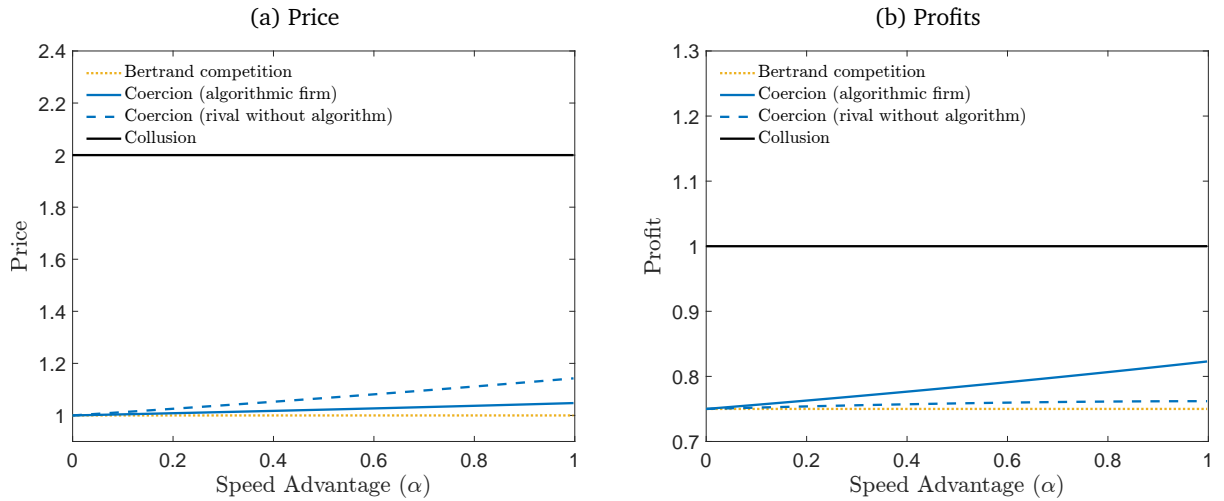 (a) Price
2.4
2.2
2
1.8
1.6
1.4
1.2
1
Price
Bertrand competition
Coercion (algorithmic firm)
Coercion (rival without algorithm)
Collusion
0 0.2 0.4 0.6 0.8 1
Speed Advantage (α)
(b) Profits
1.3
1.2
1.1
1
0.9
0.8
0.7
Profit
Bertrand competition
Coercion (algorithmic firm)
Coercion (rival without algorithm)
Collusion
0 0.2 0.4 0.6 0.8 1
Speed Advantage (α)